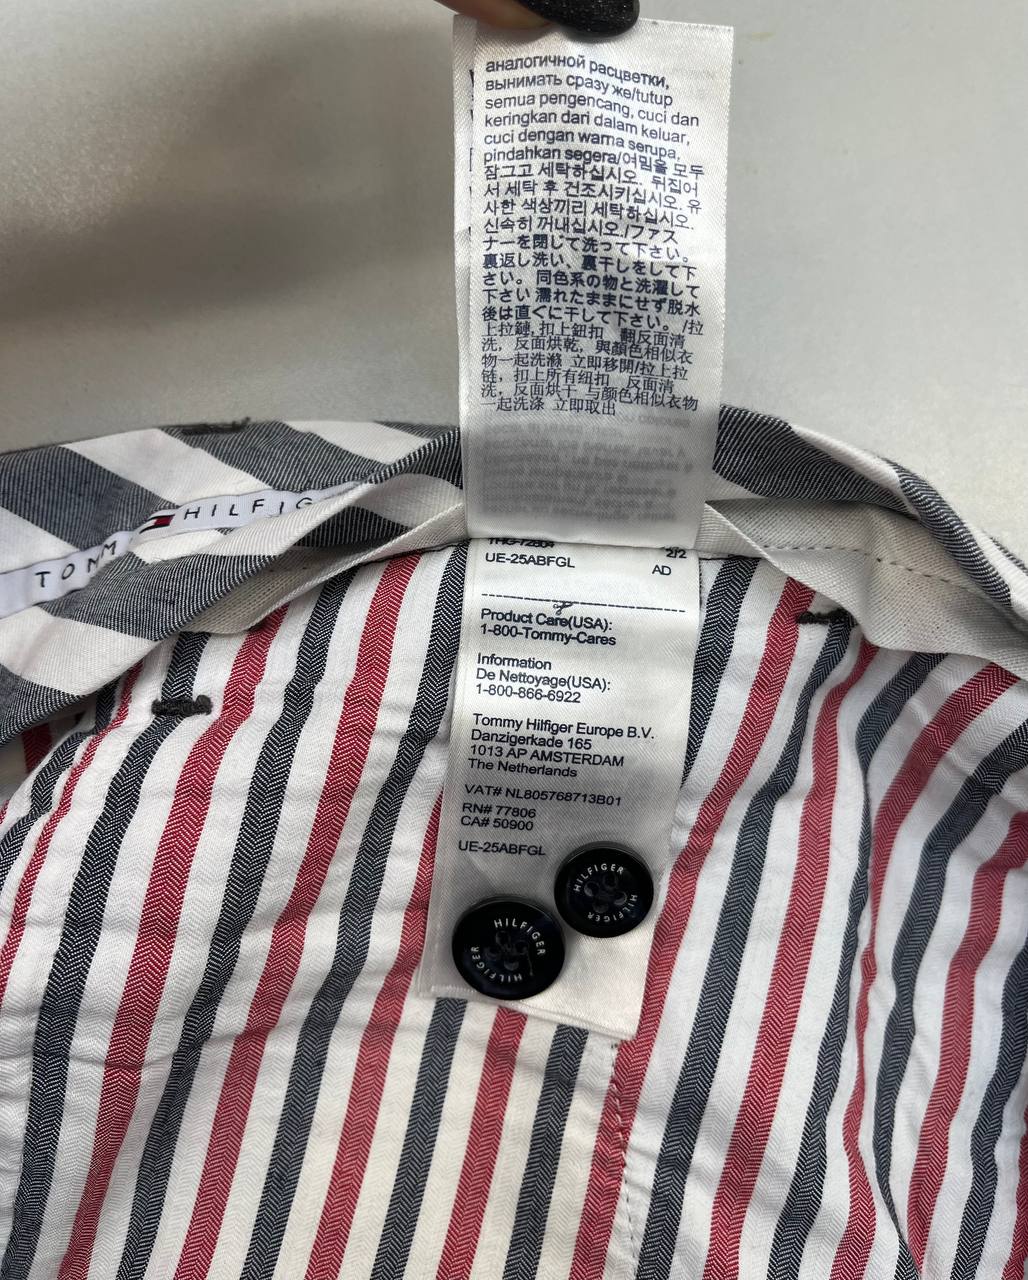 аналогичной расцветки,
вынимать сразу же/tutup
semua pengencang, cuci dan
keringkan dari dalam keluar,
cuci dengan warna serupa,
pindahkan segera/여밈을 모두
잠그고 세탁하십시오. 뒤집어
서 세탁 후 건조시키십시오. 유
사한 색상끼리 세탁하십시오.
신속히 꺼내십시오./ファス
ナーを閉じて洗って下さい。
裏返し洗い、裏干しをして下
さい。 同色系の物と洗濯して
下さい 濡れたままにせず脱水
後は直ぐに干して下さい。 /拉
上拉鏈, 扣上鈕扣 翻反面清
洗, 反面烘乾, 與顏色相似衣
物一起洗滌 立即移開/拉上拉
链, 扣上所有纽扣 反面清
洗, 反面烘干 与颜色相似衣物
一起洗涤 立即取出
TOMM HILFIG
THG-72504 2/2
UE-25ABFGL AD
Product Care(USA):
1-800-Tommy-Cares
Information
De Nettoyage(USA):
1-800-866-6922
Tommy Hilfiger Europe B.V.
Danzigerkade 165
1013 AP AMSTERDAM
The Netherlands
VAT# NL805768713B01
RN# 77806
CA# 50900
UE-25ABFGL
HILFIGER HILFIGER HILFIGER
HILFIGER HILFIGER